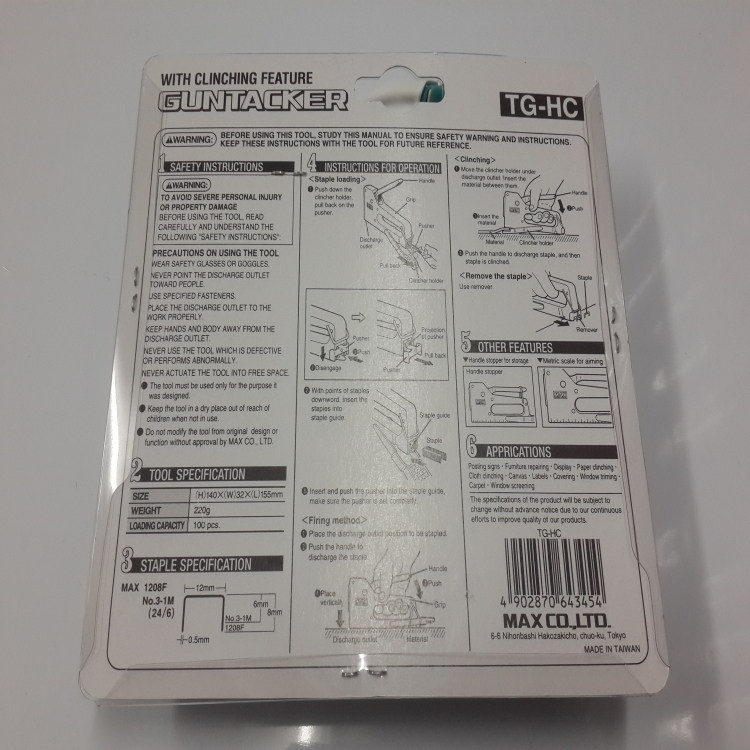 WITH CLINCHING FEATURE
GUNTACKER
TG-HC
WARNING:
BEFORE USING THIS TOOL, STUDY THIS MANUAL TO ENSURE SAFETY WARNING AND INSTRUCTIONS.
KEEP THESE INSTRUCTIONS WITH THE TOOL FOR FUTURE REFERENCE.
1 SAFETY INSTRUCTIONS
WARNING:
TO AVOID SEVERE PERSONAL INJURY
OR PROPERTY DAMAGE
BEFORE USING THE TOOL, READ
CAREFULLY AND UNDERSTAND THE
FOLLOWING "SAFETY INSTRUCTIONS":
PRECAUTIONS ON USING THE TOOL
WEAR SAFETY GLASSES OR GOGGLES.
NEVER POINT THE DISCHARGE OUTLET
TOWARD PEOPLE.
USE SPECIFIED FASTENERS.
PLACE THE DISCHARGE OUTLET TO THE
WORK PROPERLY.
KEEP HANDS AND BODY AWAY FROM THE
DISCHARGE OUTLET.
NEVER USE THE TOOL WHICH IS DEFECTIVE
OR PERFORMS ABNORMALLY.
NEVER ACTUATE THE TOOL INTO FREE SPACE.
● The tool must be used only for the purpose it
was designed.
● Keep the tool in a dry place out of reach of
children when not in use.
● Do not modify the tool from original design or
function without approval by MAX CO., LTD.
2 TOOL SPECIFICATION
SIZE (H)140×(W)32×(L)155mm
WEIGHT 220g
LOADING CAPACITY 100 pcs.
3 STAPLE SPECIFICATION
MAX 1208F
No.3-1M
(24/6)
12mm
6mm
8mm
No.3-1M
1208F
0.5mm
4 INSTRUCTIONS FOR OPERATION
<Staple loading>
❶ Push down the
clincher holder,
pull back on the
pusher.
Handle
Grip
Pusher
Discharge
outlet
Pull back
Clincher holder
Pusher
❶Push
❷Disengage
Projection
of pusher
Pull back
Pusher
❷ With points of staples
downward, insert the
staples into
staple guide.
Staple guide
Staple
❸ Insert and push the pusher into the staple guide,
make sure the pusher is set correctly.
<Firing method>
❶ Place the discharge outlet position to be stapled.
❷ Push the handle to
discharge the staple.
Handle
❷Push
❶Place
vertically
Grip
Discharge outlet
Material
<Clinching>
❶ Move the clincher holder under
discharge outlet. Insert the
material between them.
Handle
❷Push
❶Insert the
material
Material
Clincher holder
❷ Push the handle to discharge staple, and then
staple is clinched.
<Remove the staple>
Use remover.
Staple
Remover
5 OTHER FEATURES
▼Handle stopper for storage
▼Metric scale for aiming
Handle stopper
6 APPRICATIONS
Posting signs · Furniture repairing · Display · Paper clinching ·
Cloth clinching · Canvas · Labels · Covering · Window timing ·
Carpet · Window screening
The specifications of the product will be subject to
change without advance notice due to our continuous
efforts to improve quality of our products.
TG-HC
4 902870 643454
MAX CO., LTD.
6-6 Nihonbashi Hakozakicho, chuo-ku, Tokyo
MADE IN TAIWAN